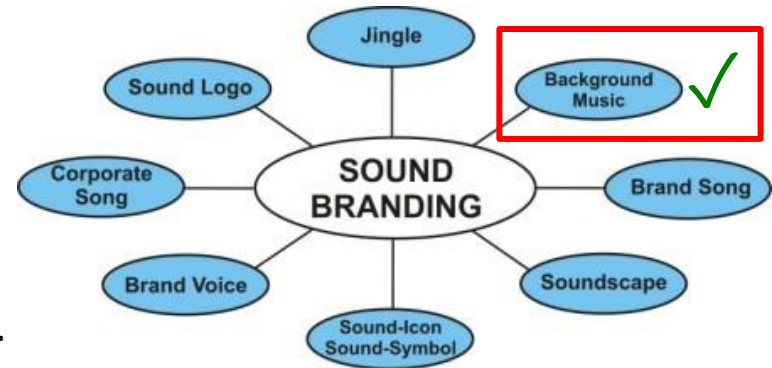 Jingle
Sound Logo
Background
Music
Corporate
Song
SOUND
BRANDING
Brand Song
Brand Voice
Soundscape
Sound-Icon
Sound-Symbol
.